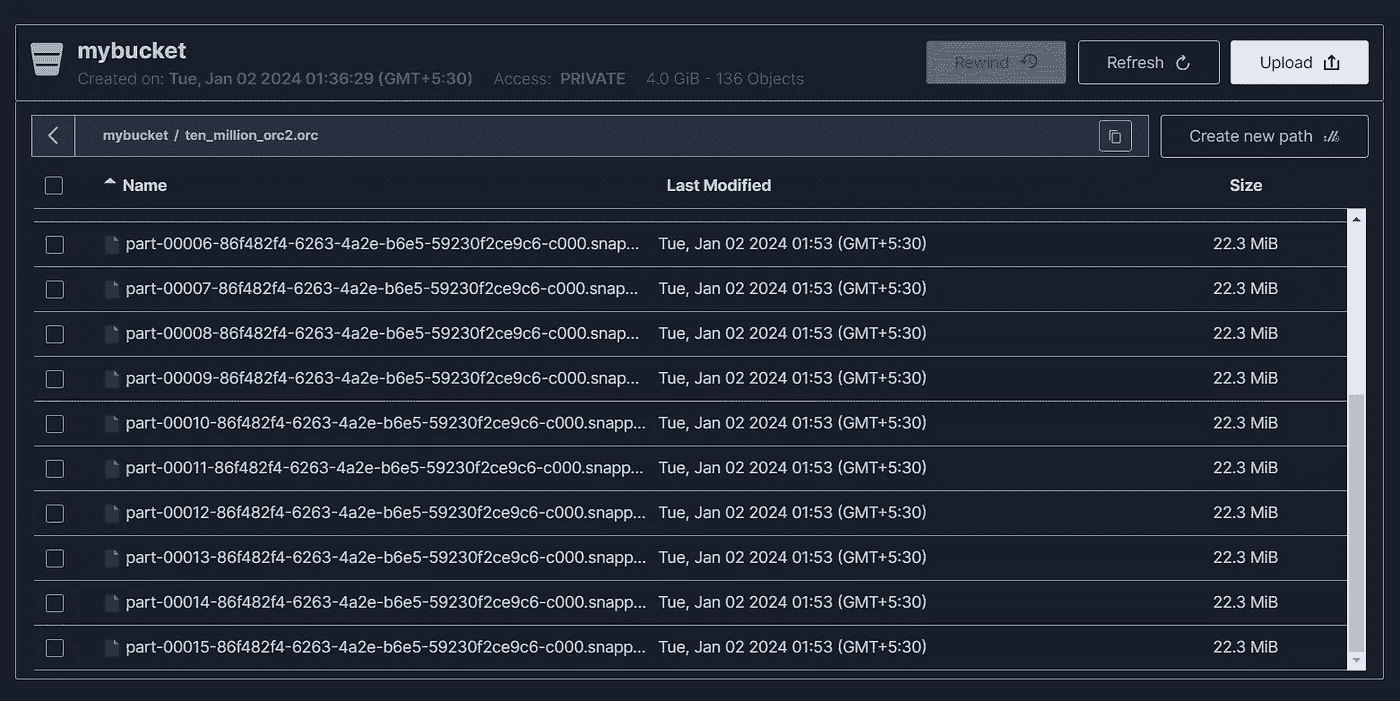 mybucket
Created on: Tue, Jan 02 2024 01:36:29 (GMT+5:30) Access: PRIVATE 4.0 GiB - 136 Objects
Rewind Refresh Upload
mybucket / ten_million_orc2.orc
Create new path
Name Last Modified Size
part-00006-86f482f4-6263-4a2e-b6e5-59230f2ce9c6-c000.snap... Tue, Jan 02 2024 01:53 (GMT+5:30) 22.3 MiB
part-00007-86f482f4-6263-4a2e-b6e5-59230f2ce9c6-c000.snap... Tue, Jan 02 2024 01:53 (GMT+5:30) 22.3 MiB
part-00008-86f482f4-6263-4a2e-b6e5-59230f2ce9c6-c000.snap... Tue, Jan 02 2024 01:53 (GMT+5:30) 22.3 MiB
part-00009-86f482f4-6263-4a2e-b6e5-59230f2ce9c6-c000.snap... Tue, Jan 02 2024 01:53 (GMT+5:30) 22.3 MiB
part-00010-86f482f4-6263-4a2e-b6e5-59230f2ce9c6-c000.snapp... Tue, Jan 02 2024 01:53 (GMT+5:30) 22.3 MiB
part-00011-86f482f4-6263-4a2e-b6e5-59230f2ce9c6-c000.snapp... Tue, Jan 02 2024 01:53 (GMT+5:30) 22.3 MiB
part-00012-86f482f4-6263-4a2e-b6e5-59230f2ce9c6-c000.snapp... Tue, Jan 02 2024 01:53 (GMT+5:30) 22.3 MiB
part-00013-86f482f4-6263-4a2e-b6e5-59230f2ce9c6-c000.snapp... Tue, Jan 02 2024 01:53 (GMT+5:30) 22.3 MiB
part-00014-86f482f4-6263-4a2e-b6e5-59230f2ce9c6-c000.snapp... Tue, Jan 02 2024 01:53 (GMT+5:30) 22.3 MiB
part-00015-86f482f4-6263-4a2e-b6e5-59230f2ce9c6-c000.snapp... Tue, Jan 02 2024 01:53 (GMT+5:30) 22.3 MiB